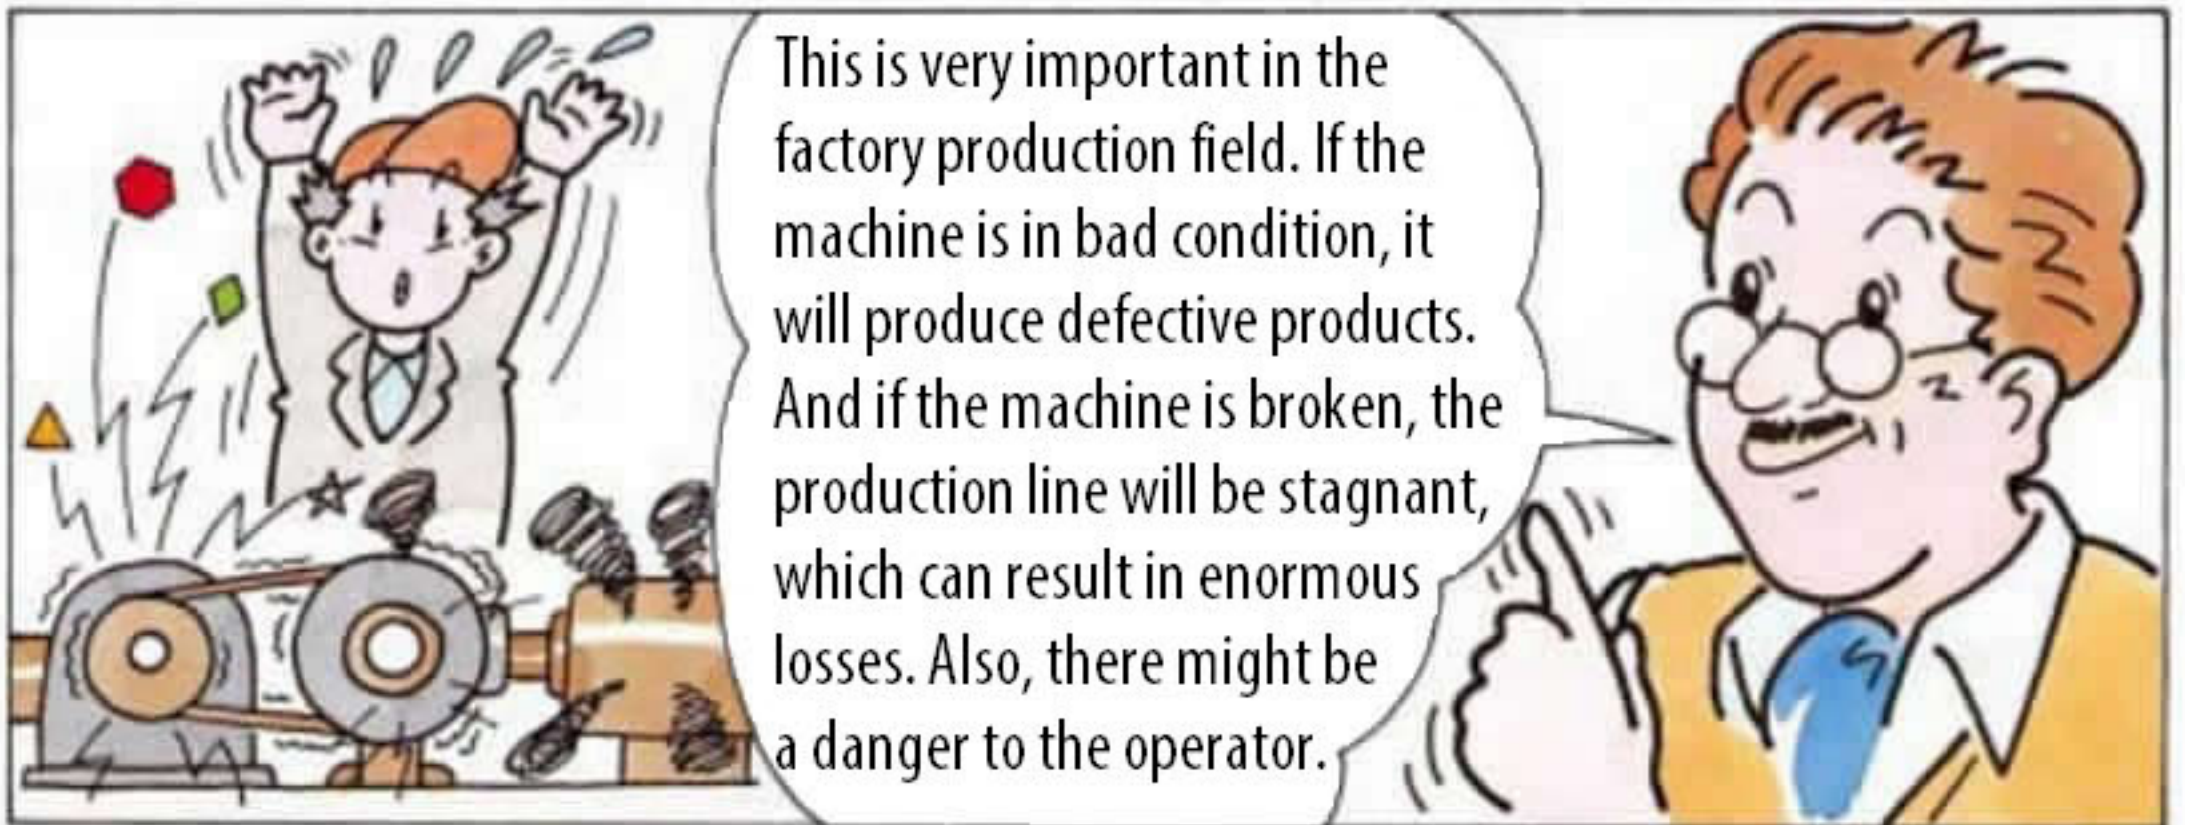 This is very important in the
factory production field. If the
machine is in bad condition, it
will produce defective products.
And if the machine is broken, the
production line will be stagnant,
which can result in enormous
losses. Also, there might be
a danger to the operator.